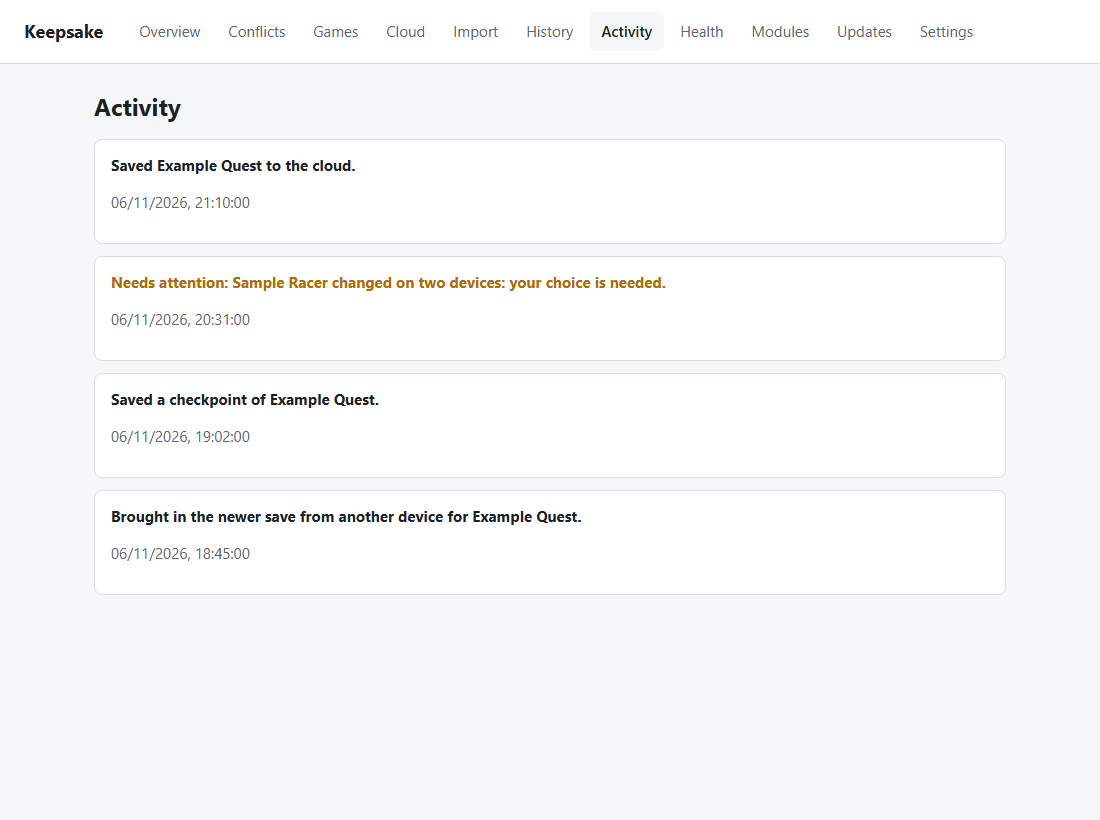 Keepsake Overview Conflicts Games Cloud Import History Activity Health Modules Updates Settings
Activity
Saved Example Quest to the cloud.
06/11/2026, 21:10:00
Needs attention: Sample Racer changed on two devices: your choice is needed.
06/11/2026, 20:31:00
Saved a checkpoint of Example Quest.
06/11/2026, 19:02:00
Brought in the newer save from another device for Example Quest.
06/11/2026, 18:45:00